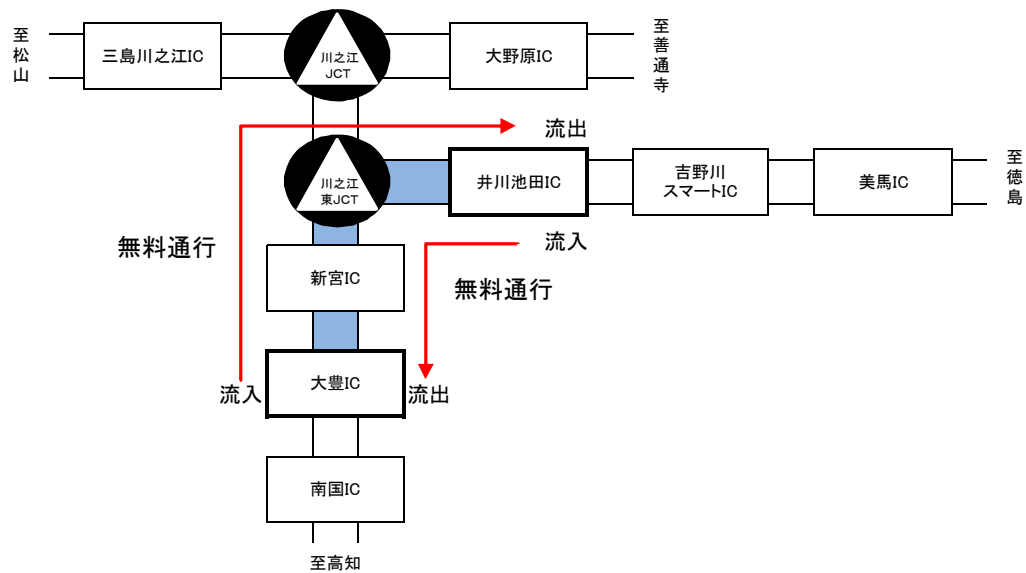 至松山
三島川之江IC
川之江
JCT
大野原IC
至善通寺
流出
川之江
東JCT
井川池田IC
吉野川
スマートIC
美馬IC
至徳島
無料通行
流入
新宮IC
無料通行
流入
大豊IC
流出
南国IC
至高知